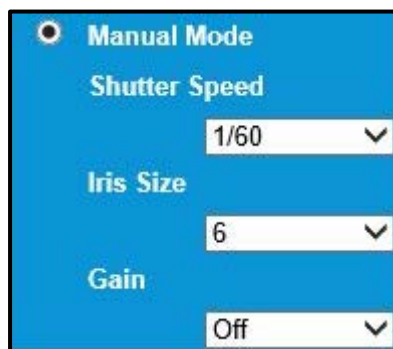 Manual Mode
Shutter Speed
1/60
Iris Size
6
Gain
Off